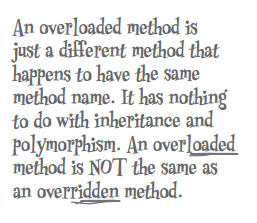 An overloaded method is
just a different method that
happens to have the same
method name. It has nothing
to do with inheritance and
polymorphism. An overloaded
method is NOT the same as
an overridden method.